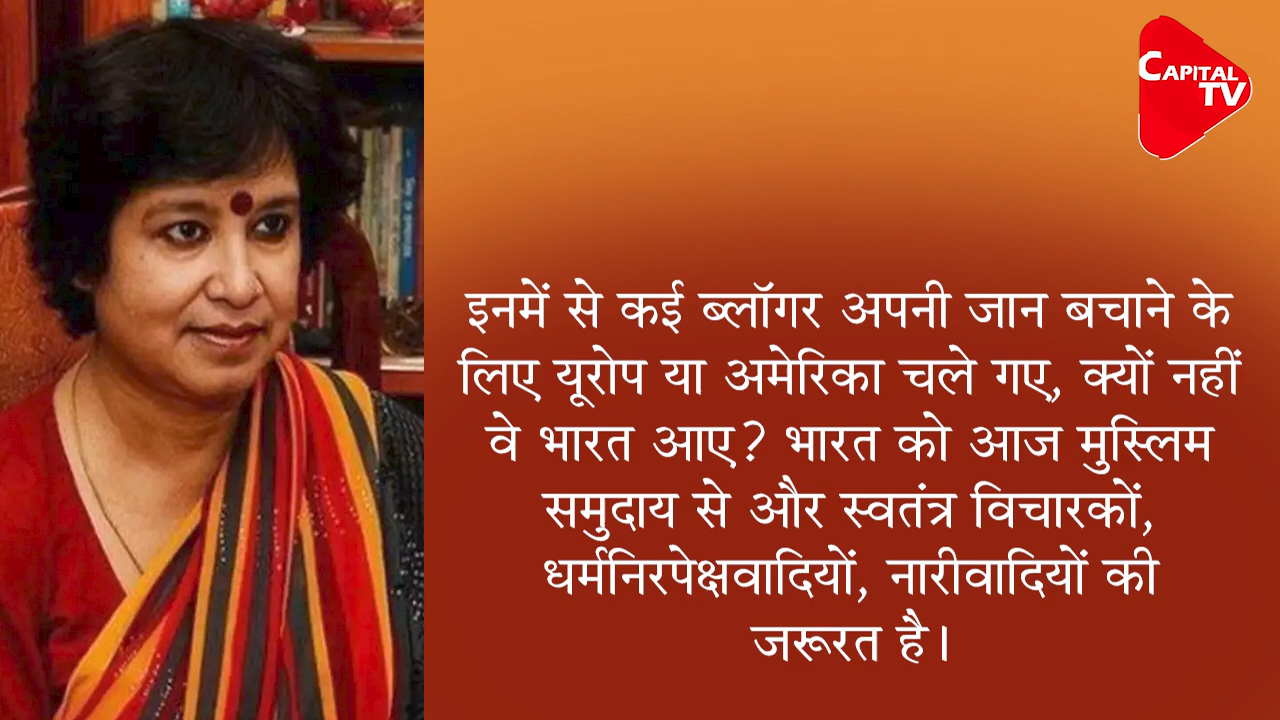 CAPITAL
TV
इनमें से कई ब्लॉगर अपनी जान बचाने के
लिए यूरोप या अमेरिका चले गए, क्यों नहीं
वे भारत आए? भारत को आज मुस्लिम
समुदाय से और स्वतंत्र विचारकों,
धर्मनिरपेक्षवादियों, नारीवादियों की
जरूरत है।